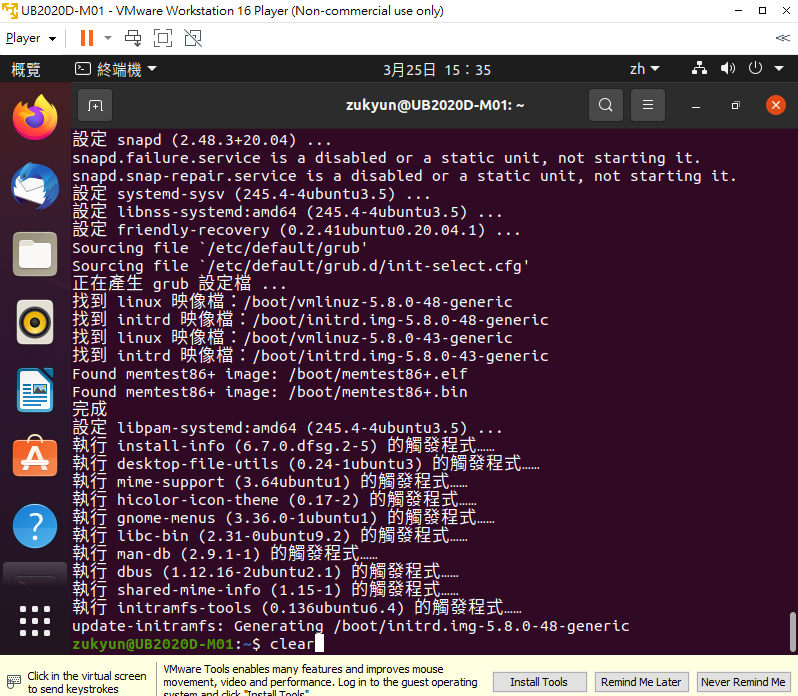 UB2020D-M01 - VMware Workstation 16 Player (Non-commercial use only)
Player
概覽 終端機 3月25日 15：35 zh
zukyun@UB2020D-M01: ~
設定 snapd (2.48.3+20.04) ...
snapd.failure.service is a disabled or a static unit, not starting it.
snapd.snap-repair.service is a disabled or a static unit, not starting it.
設定 systemd-sysv (245.4-4ubuntu3.5) ...
設定 libnss-systemd:amd64 (245.4-4ubuntu3.5) ...
設定 friendly-recovery (0.2.41ubuntu0.20.04.1) ...
Sourcing file `/etc/default/grub'
Sourcing file `/etc/default/grub.d/init-select.cfg'
正在產生 grub 設定檔 ...
找到 linux 映像檔：/boot/vmlinuz-5.8.0-48-generic
找到 initrd 映像檔：/boot/initrd.img-5.8.0-48-generic
找到 linux 映像檔：/boot/vmlinuz-5.8.0-43-generic
找到 initrd 映像檔：/boot/initrd.img-5.8.0-43-generic
Found memtest86+ image: /boot/memtest86+.elf
Found memtest86+ image: /boot/memtest86+.bin
完成
設定 libpam-systemd:amd64 (245.4-4ubuntu3.5) ...
執行 install-info (6.7.0.dfsg.2-5) 的觸發程式……
執行 desktop-file-utils (0.24-1ubuntu3) 的觸發程式……
執行 mime-support (3.64ubuntu1) 的觸發程式……
執行 hicolor-icon-theme (0.17-2) 的觸發程式……
執行 gnome-menus (3.36.0-1ubuntu1) 的觸發程式……
執行 libc-bin (2.31-0ubuntu9.2) 的觸發程式……
執行 man-db (2.9.1-1) 的觸發程式……
執行 dbus (1.12.16-2ubuntu2.1) 的觸發程式……
執行 shared-mime-info (1.15-1) 的觸發程式……
執行 initramfs-tools (0.136ubuntu6.4) 的觸發程式……
update-initramfs: Generating /boot/initrd.img-5.8.0-48-generic
zukyun@UB2020D-M01:~$ clear
Click in the virtual screen
to send keystrokes
VMware Tools enables many features and improves mouse
movement, video and performance. Log in to the guest operating
system and click "Install Tools"
Install Tools
Remind Me Later
Never Remind Me